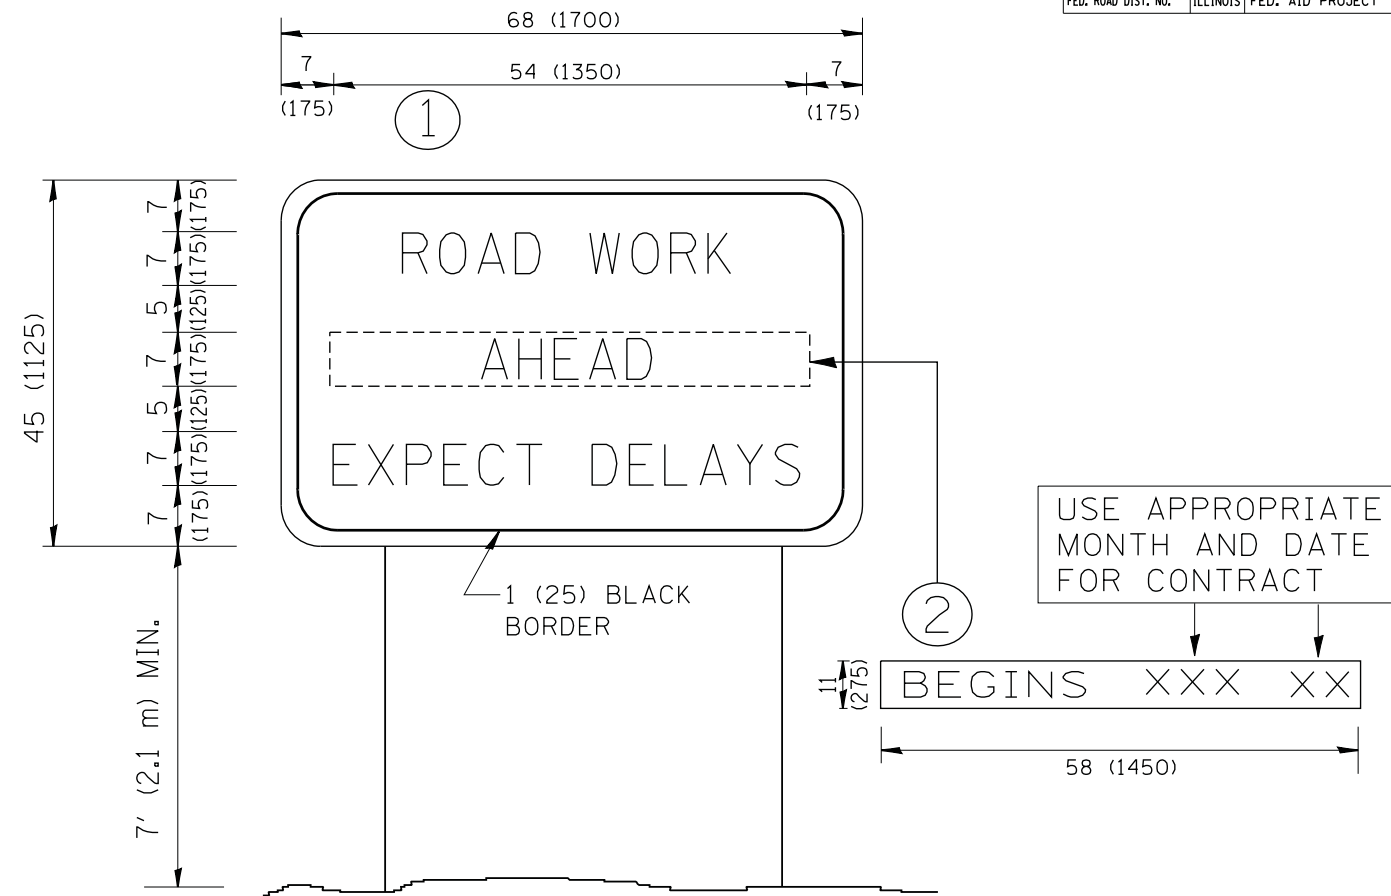 FED. ROAD DIST. NO. ILLINOIS FED. AID PROJECT
68 (1700)
7 54 (1350) 7
(175) (175)
1
45 (1125)
7 (175)
7 (175)
5 (125)
7 (175)
5 (125)
7 (175)
7 (175)
ROAD WORK
AHEAD
EXPECT DELAYS
1 (25) BLACK
BORDER
7' (2.1 m) MIN.
USE APPROPRIATE
MONTH AND DATE
FOR CONTRACT
2
11
(275)
BEGINS XXX XX
58 (1450)